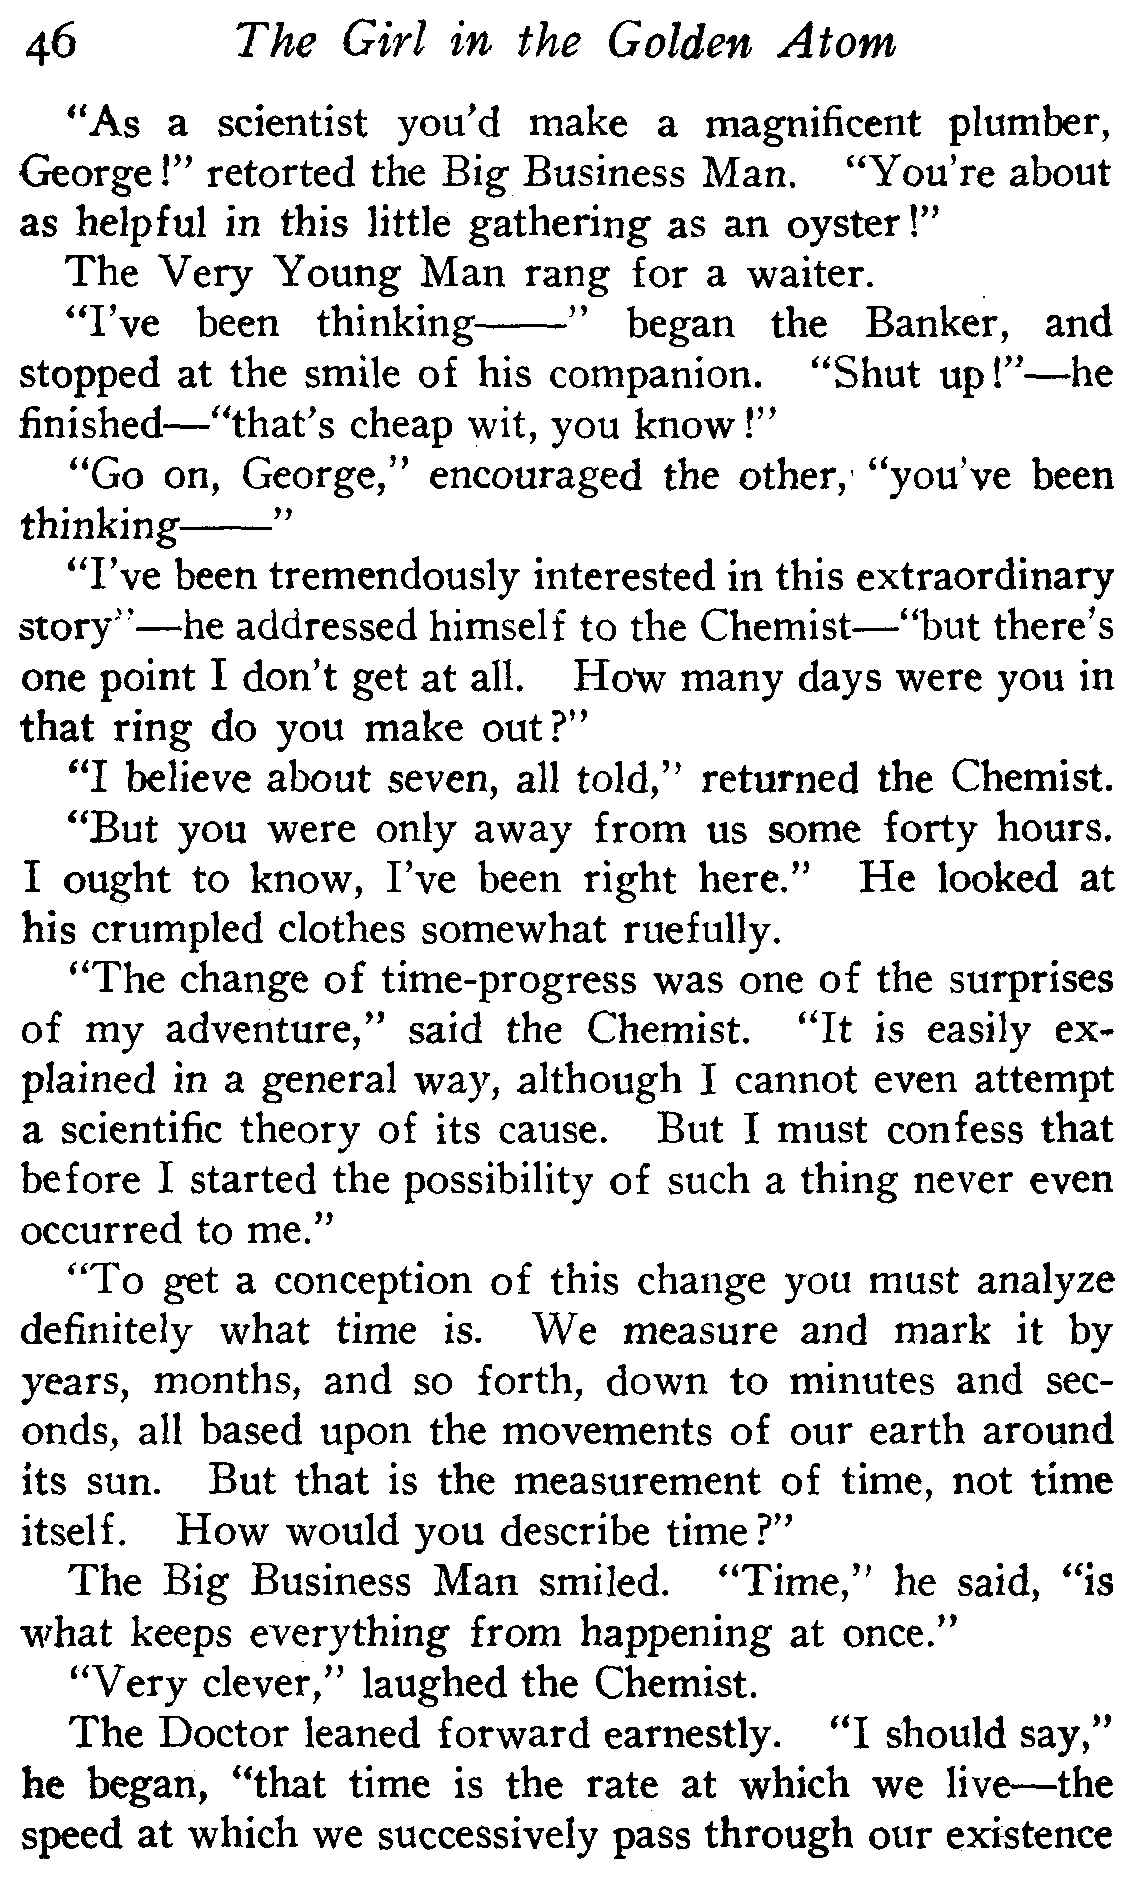 46 The Girl in the Golden Atom
"As a scientist you'd make a magnificent plumber,
George!" retorted the Big Business Man. "You're about
as helpful in this little gathering as an oyster!"
The Very Young Man rang for a waiter.
"I've been thinking——" began the Banker, and
stopped at the smile of his companion. "Shut up!"—he
finished—"that's cheap wit, you know!"
"Go on, George," encouraged the other, "you've been
thinking——"
"I've been tremendously interested in this extraordinary
story"—he addressed himself to the Chemist—"but there's
one point I don't get at all. How many days were you in
that ring do you make out?"
"I believe about seven, all told," returned the Chemist.
"But you were only away from us some forty hours.
I ought to know, I've been right here." He looked at
his crumpled clothes somewhat ruefully.
"The change of time-progress was one of the surprises
of my adventure," said the Chemist. "It is easily ex-
plained in a general way, although I cannot even attempt
a scientific theory of its cause. But I must confess that
before I started the possibility of such a thing never even
occurred to me."
"To get a conception of this change you must analyze
definitely what time is. We measure and mark it by
years, months, and so forth, down to minutes and sec-
onds, all based upon the movements of our earth around
its sun. But that is the measurement of time, not time
itself. How would you describe time?"
The Big Business Man smiled. "Time," he said, "is
what keeps everything from happening at once."
"Very clever," laughed the Chemist.
The Doctor leaned forward earnestly. "I should say,"
he began, "that time is the rate at which we live—the
speed at which we successively pass through our existence